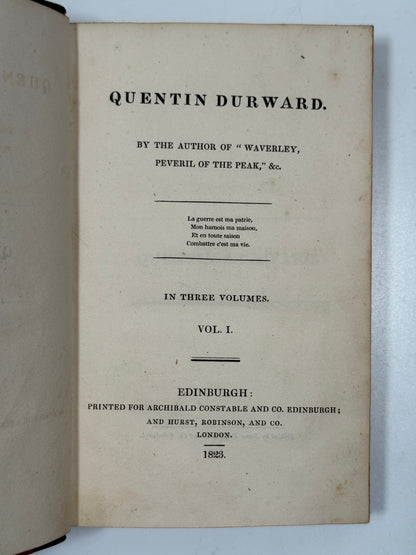 QUENTIN DURWARD.
BY THE AUTHOR OF "WAVERLEY,
PEVERIL OF THE PEAK," &c.
La guerre est ma patrie,
Mon harnois ma maison,
Et en toute saison
Combattre c'est ma vie.
IN THREE VOLUMES.
VOL. I.
EDINBURGH:
PRINTED FOR ARCHIBALD CONSTABLE AND CO. EDINBURGH;
AND HURST, ROBINSON, AND CO.
LONDON.
1823.